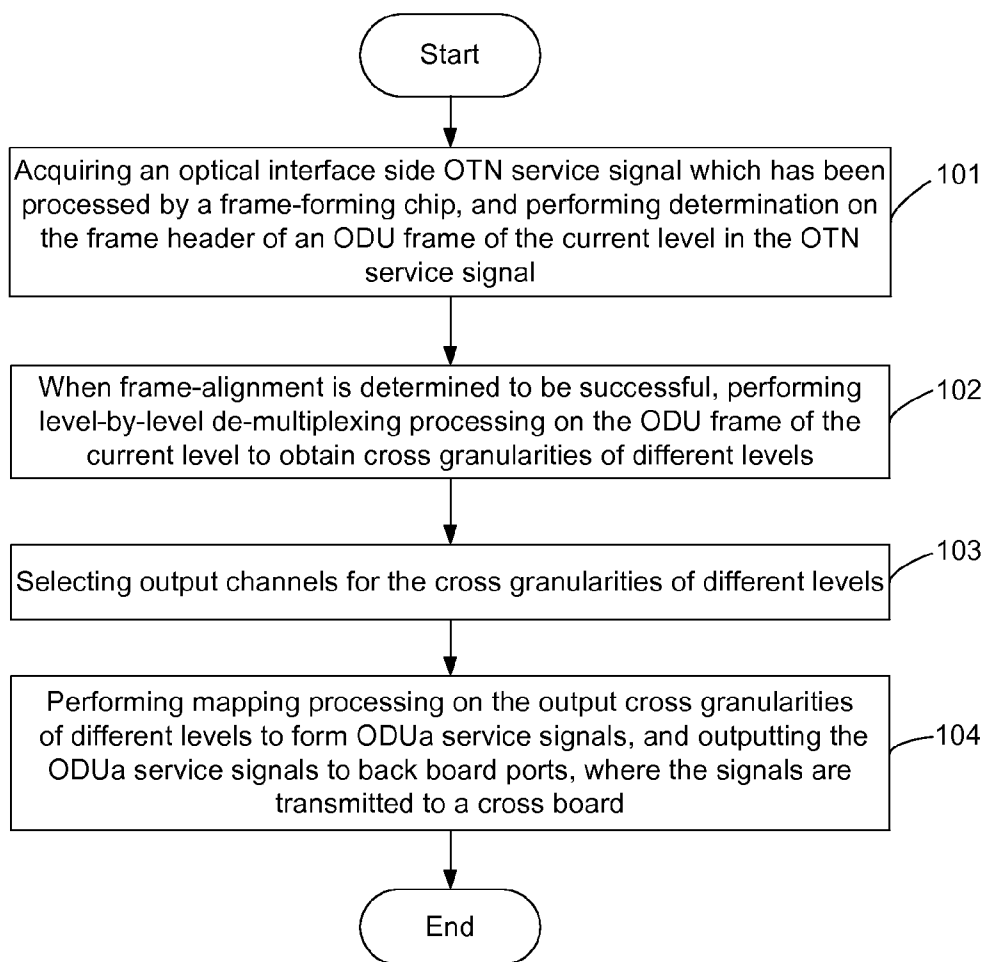 Start
Acquiring an optical interface side OTN service signal which has been
processed by a frame-forming chip, and performing determination on
the frame header of an ODU frame of the current level in the OTN
service signal
101
When frame-alignment is determined to be successful, performing
level-by-level de-multiplexing processing on the ODU frame of the
current level to obtain cross granularities of different levels
102
Selecting output channels for the cross granularities of different levels
103
Performing mapping processing on the output cross granularities
of different levels to form ODUa service signals, and outputting the
ODUa service signals to back board ports, where the signals are
transmitted to a cross board
104
End